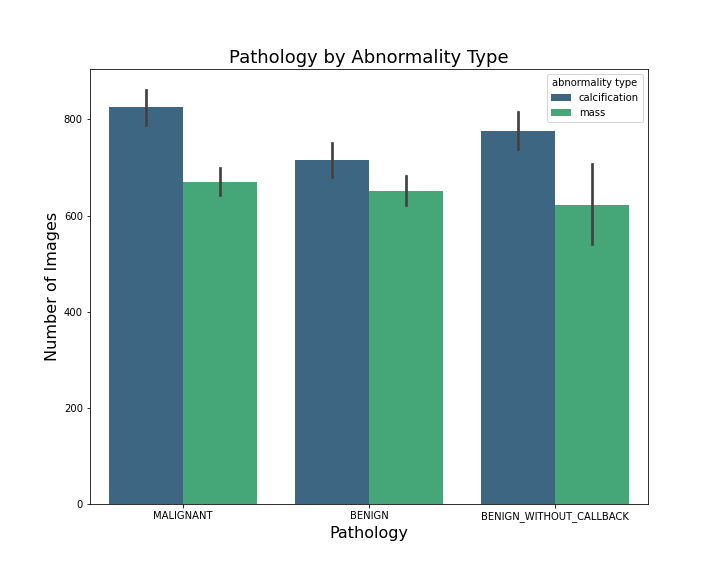 Pathology by Abnormality Type
abnormality type
calcification
mass
Number of Images
800
600
400
200
0
MALIGNANT
BENIGN
BENIGN_WITHOUT_CALLBACK
Pathology